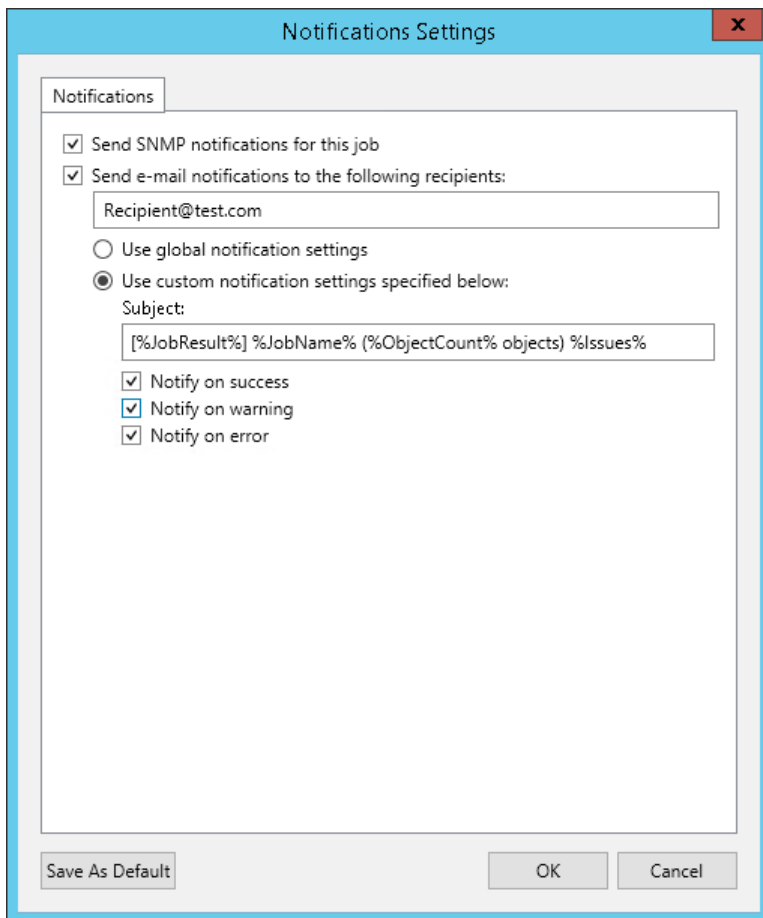 Notifications Settings
x
Notifications
Send SNMP notifications for this job
Send e-mail notifications to the following recipients:
Recipient@test.com
Use global notification settings
Use custom notification settings specified below:
Subject:
[%JobResult%] %JobName% (%ObjectCount% objects) %Issues%
Notify on success
Notify on warning
Notify on error
Save As Default
OK
Cancel